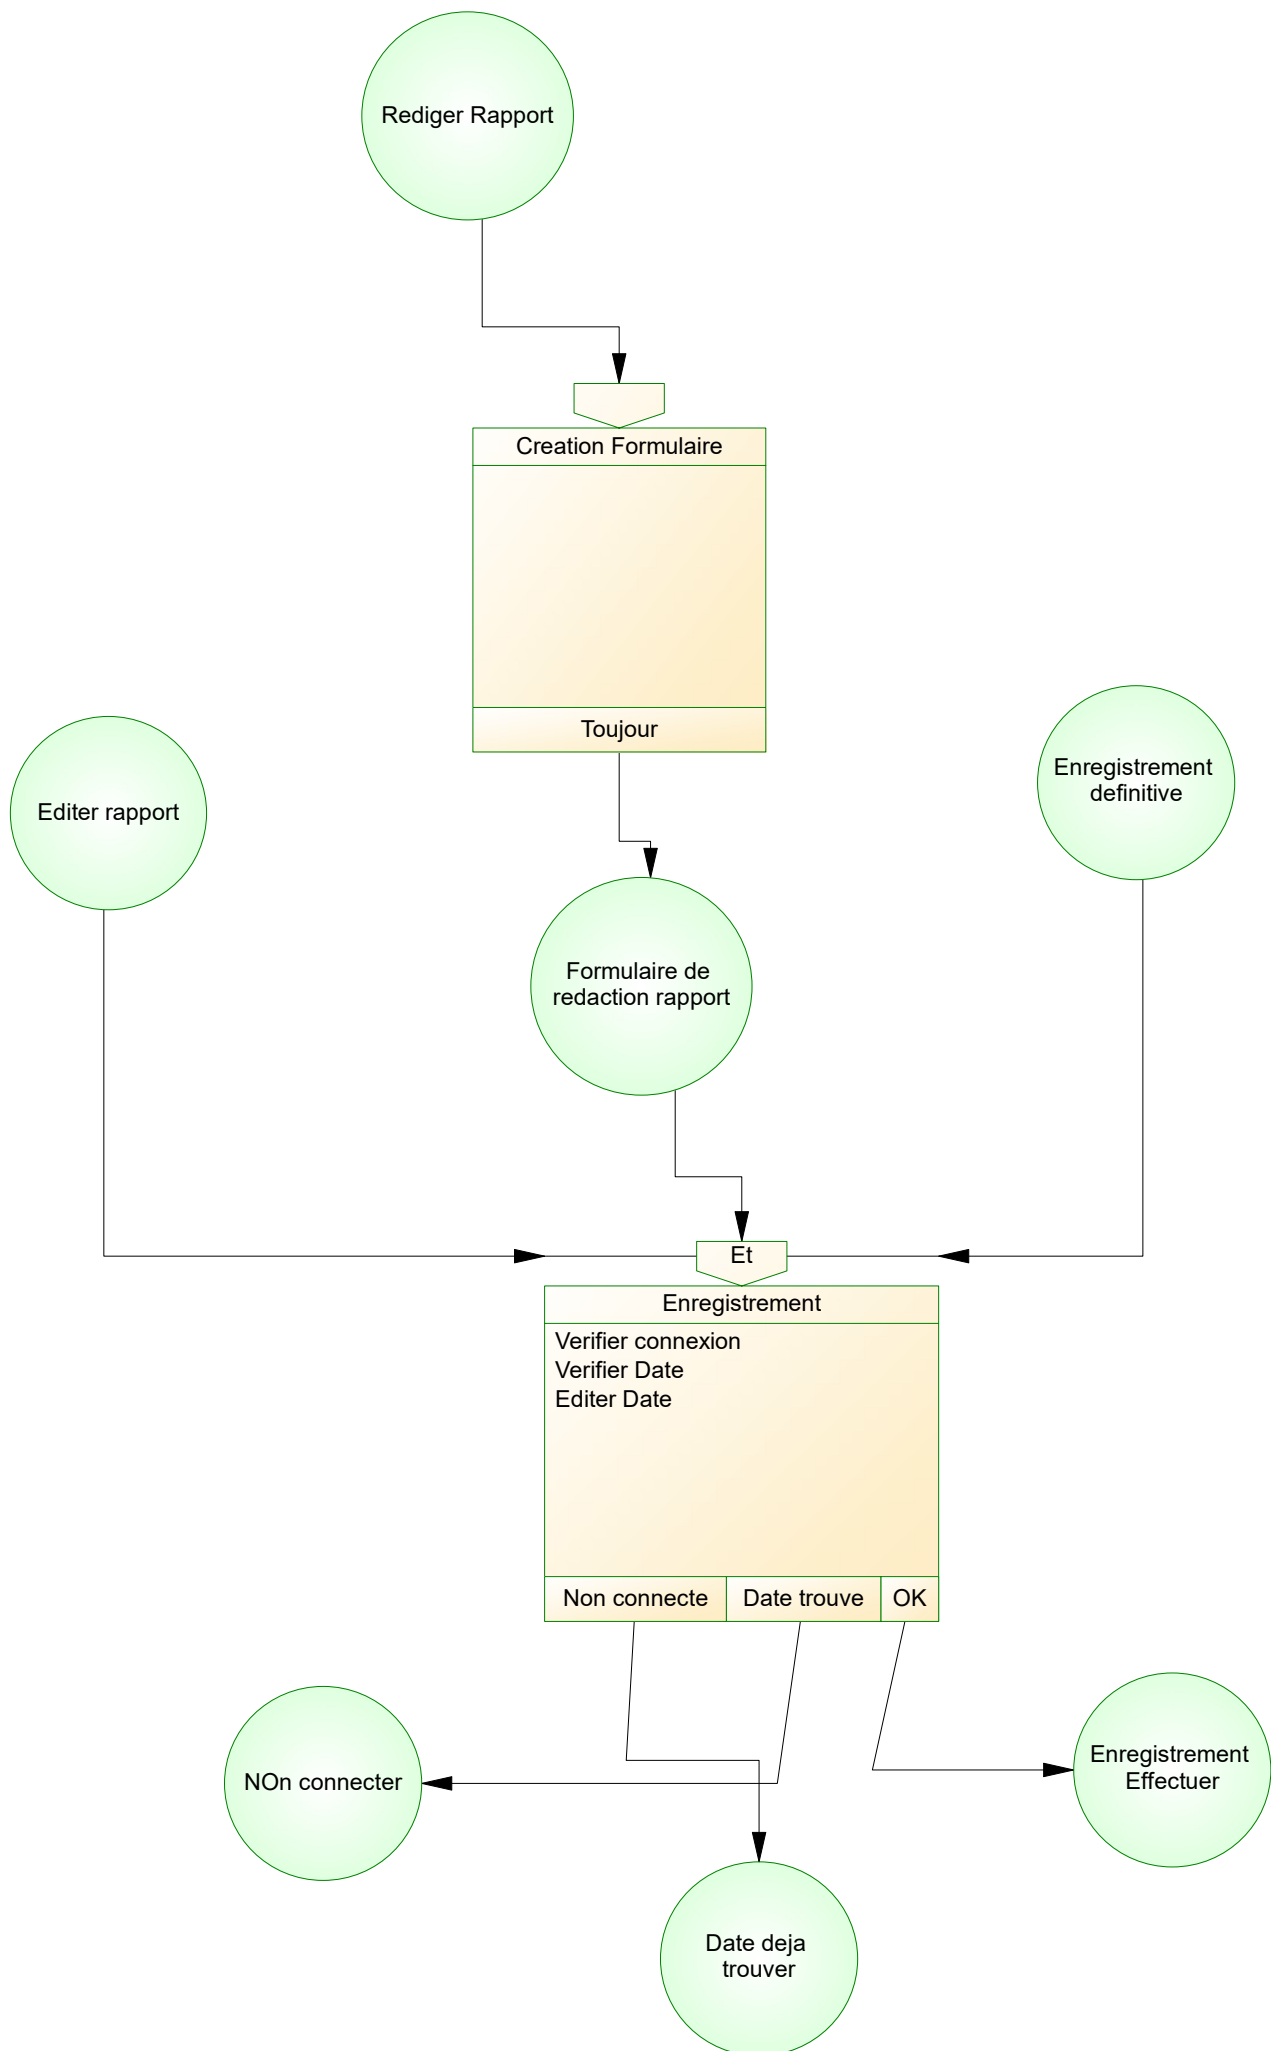 Rediger Rapport
Creation Formulaire
Toujour
Editer rapport
Enregistrement
definitive
Formulaire de
redaction rapport
Et
Enregistrement
Verifier connexion
Verifier Date
Editer Date
Non connecte
Date trouve
OK
NOn connecter
Enregistrement
Effectuer
Date deja
trouver